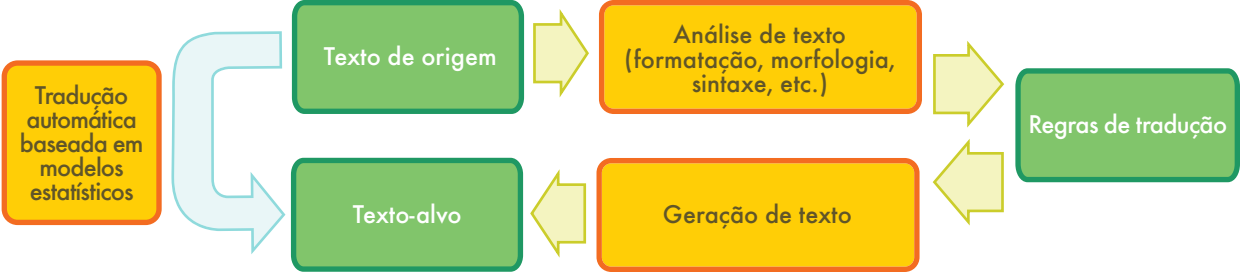 Tradução
automática
baseada em
modelos
estatísticos
Texto de origem
Análise de texto
(formatação, morfologia,
sintaxe, etc.)
Regras de tradução
Geração de texto
Texto-alvo